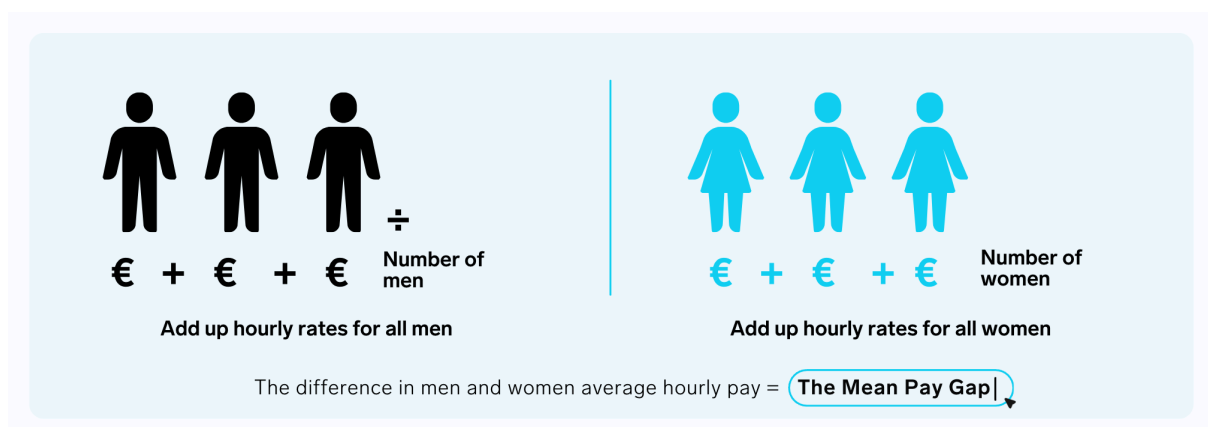 ÷
€ + € + € Number of
men
Add up hourly rates for all men
€ + € + € Number of
women
Add up hourly rates for all women
The difference in men and women average hourly pay = The Mean Pay Gap